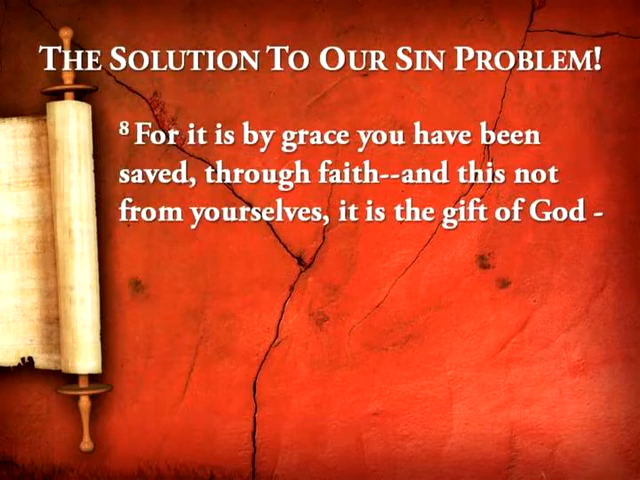 THE SOLUTION TO OUR SIN PROBLEM!
8 For it is by grace you have been
saved, through faith--and this not
from yourselves, it is the gift of God -